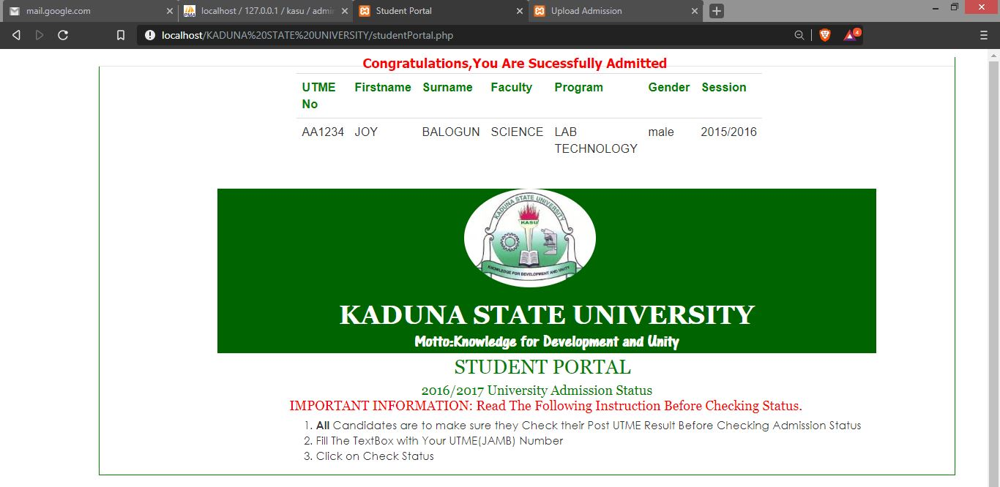 mail.google.com
localhost / 127.0.0.1 / kasu / admin
Student Portal
Upload Admission
localhost/KADUNA%20STATE%20UNIVERSITY/studentPortal.php
4
Congratulations,You Are Sucessfully Admitted
UTME No Firstname Surname Faculty Program Gender Session
AA1234 JOY BALOGUN SCIENCE LAB TECHNOLOGY male 2015/2016
KADUNA STATE UNIVERSITY
KASU
KNOWLEDGE FOR DEVELOPMENT AND UNITY
KADUNA STATE UNIVERSITY
Motto:Knowledge for Development and Unity
STUDENT PORTAL
2016/2017 University Admission Status
IMPORTANT INFORMATION: Read The Following Instruction Before Checking Status.
1. All Candidates are to make sure they Check their Post UTME Result Before Checking Admission Status
2. Fill The TextBox with Your UTME(JAMB) Number
3. Click on Check Status